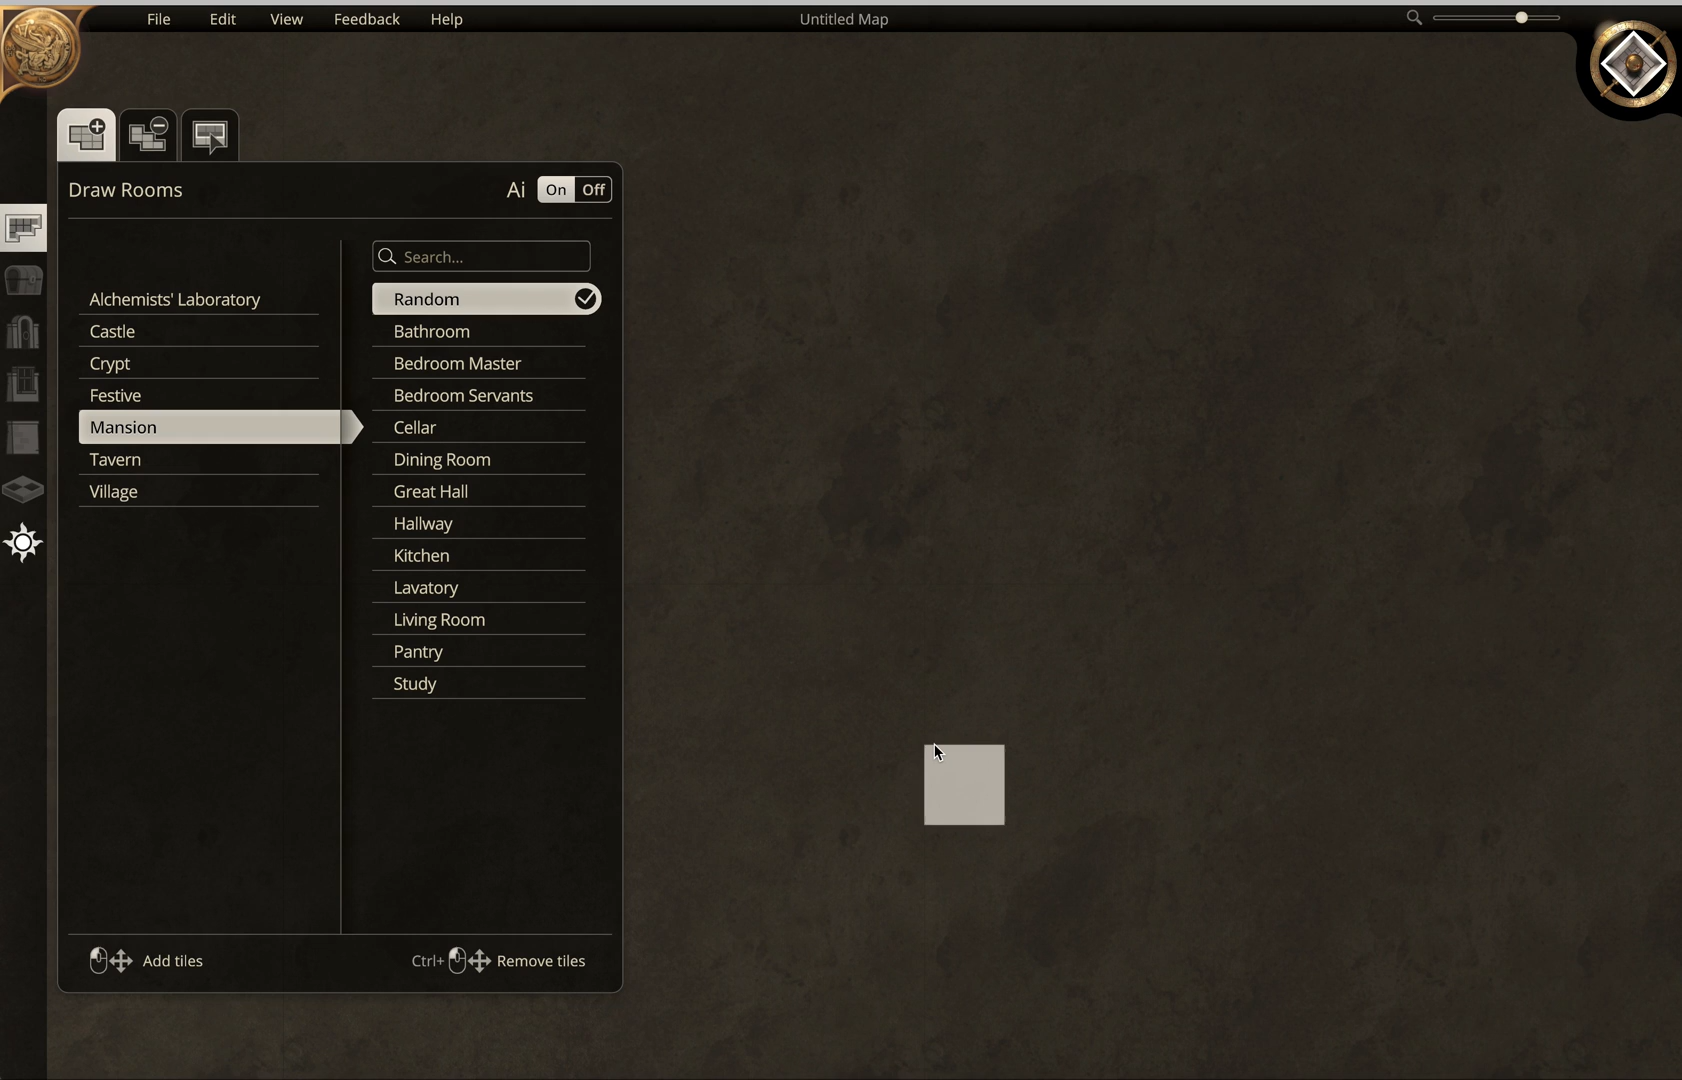 File Edit View Feedback Help Untitled Map
Draw Rooms Ai On Off
Search...
Alchemists' Laboratory
Castle
Crypt
Festive
Mansion
Tavern
Village
Random
Bathroom
Bedroom Master
Bedroom Servants
Cellar
Dining Room
Great Hall
Hallway
Kitchen
Lavatory
Living Room
Pantry
Study
Add tiles Ctrl+ Remove tiles